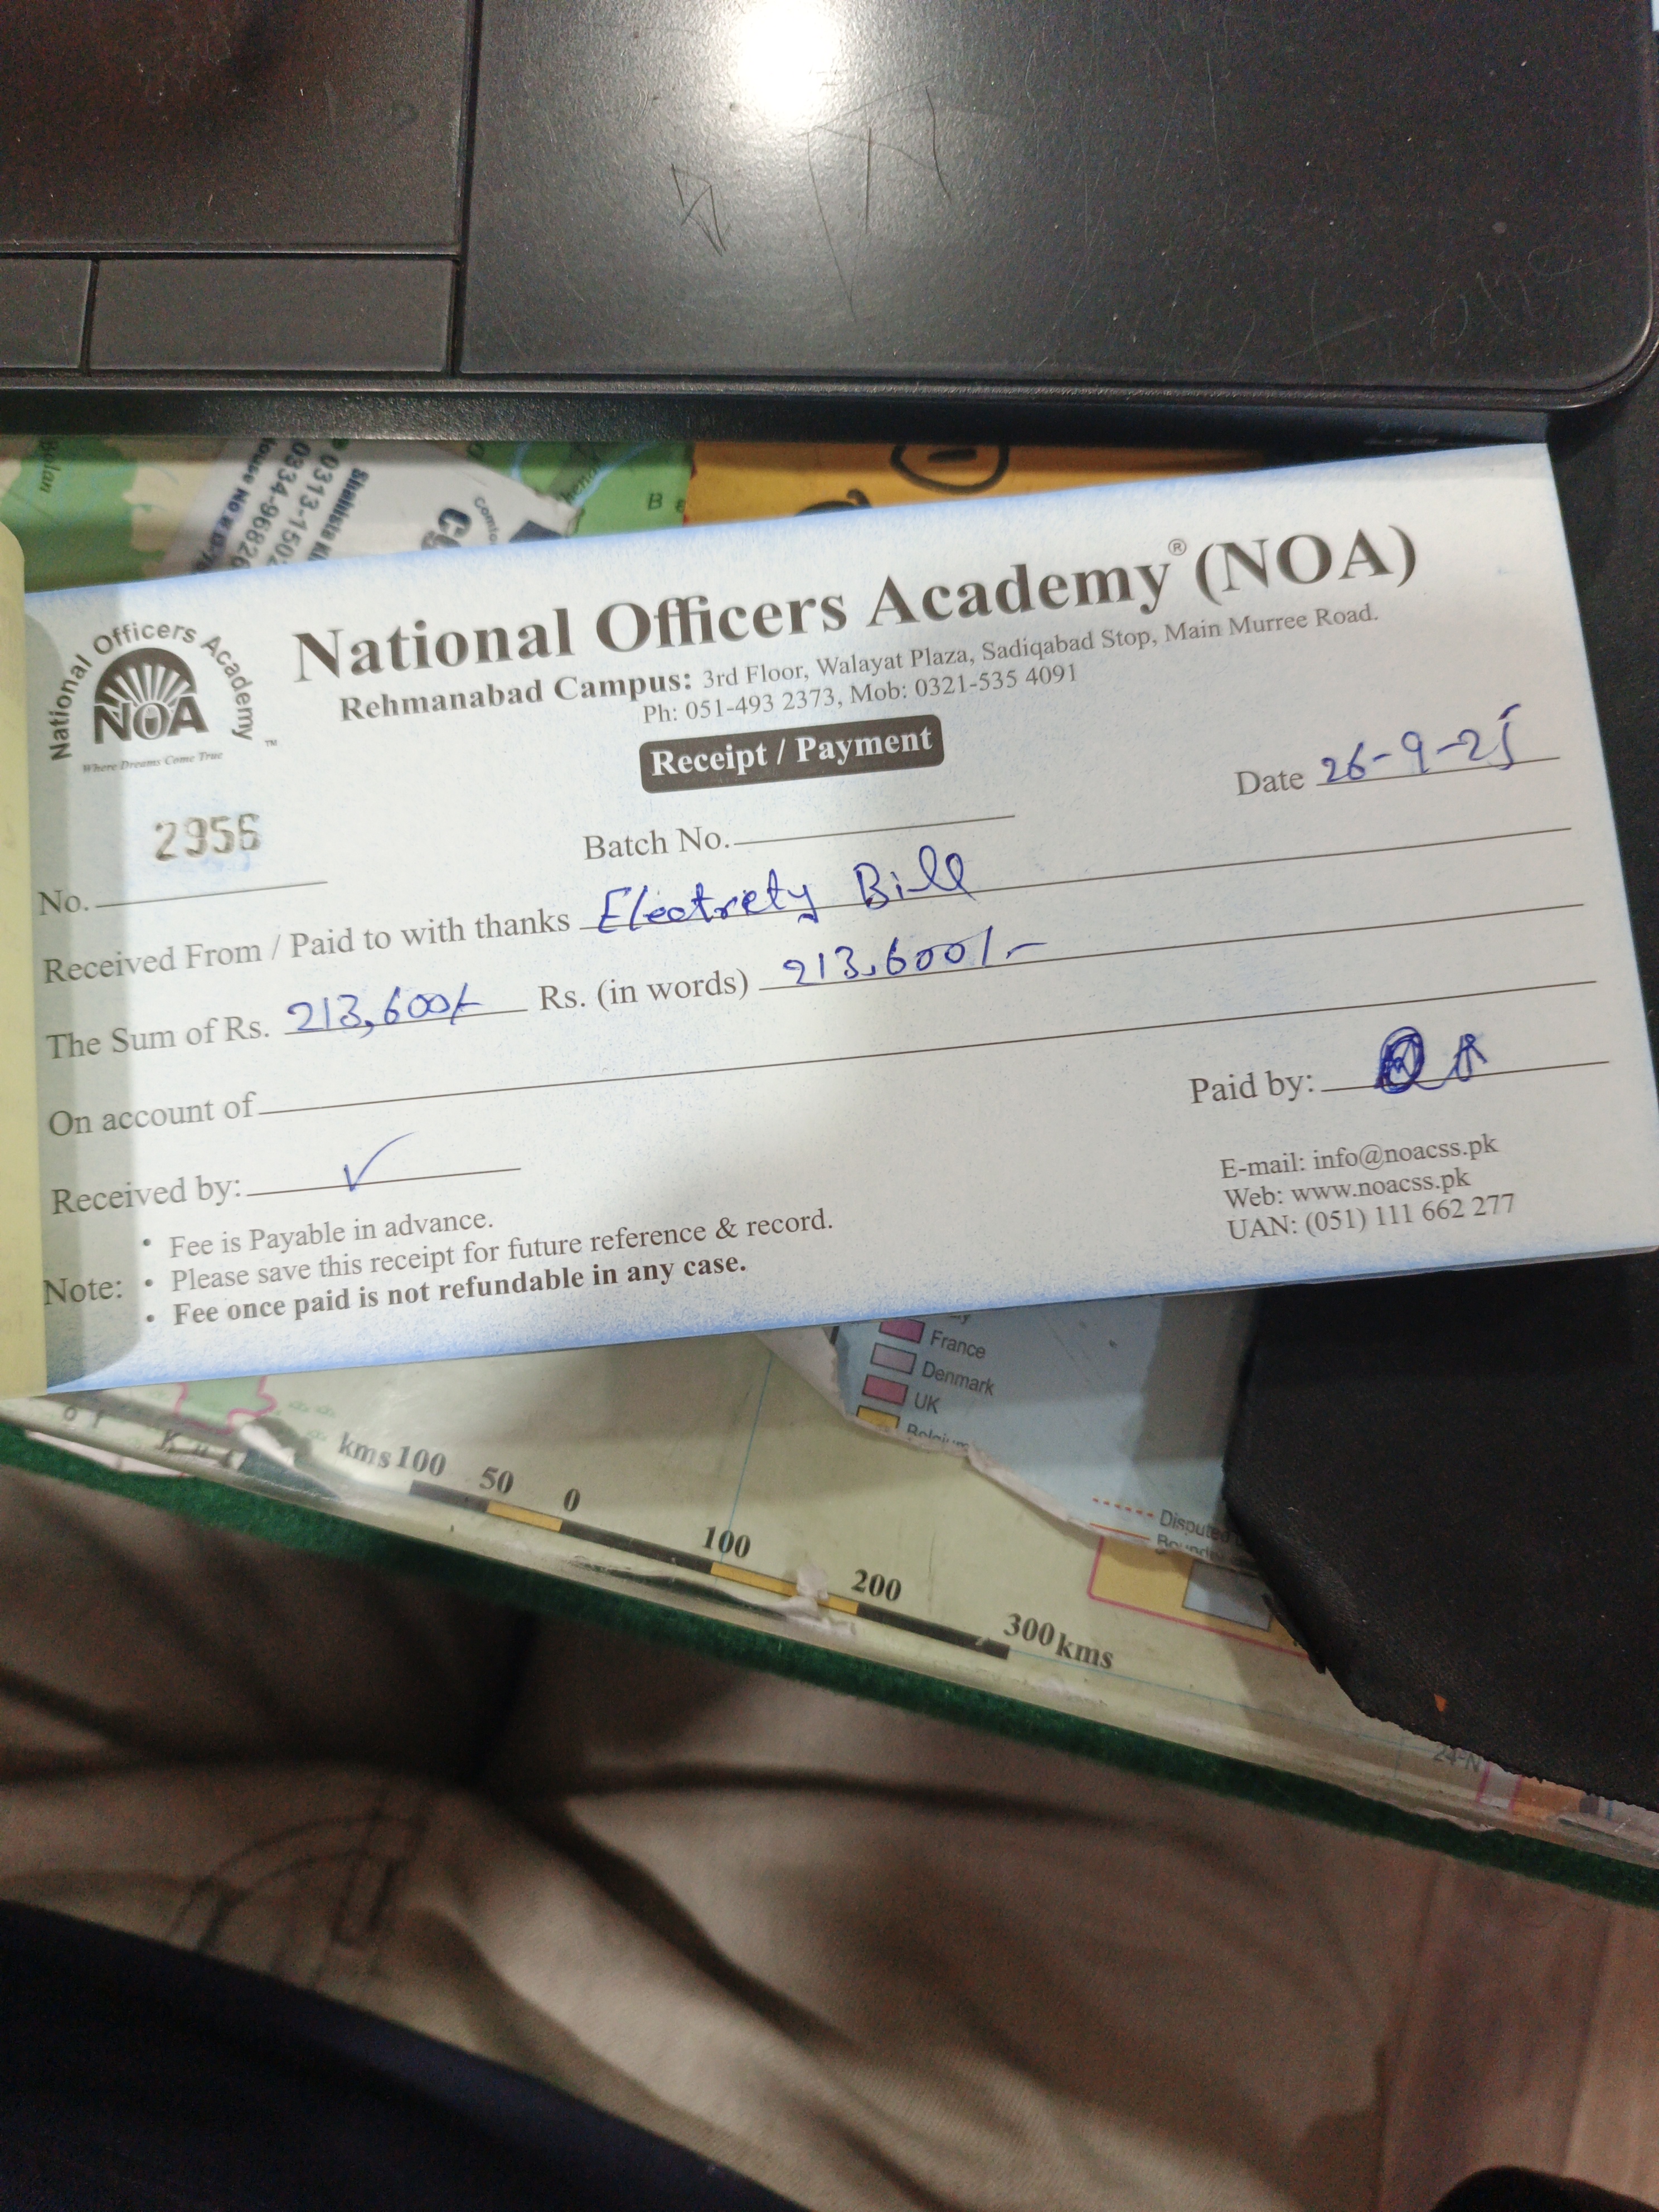 National Officers Academy® (NOA)
Rehmanabad Campus: 3rd Floor, Walayat Plaza, Sadiqabad Stop, Main Murree Road.
Ph: 051-493 2373, Mob: 0321-535 4091
National Officers Academy
NOA
TM
Where Dreams Come True
Receipt / Payment
Date 26-9-25
No. 2956
Batch No.
Received From / Paid to with thanks Electrety Bill
The Sum of Rs. 213,600/- Rs. (in words) 213,600/-
On account of
Received by:
Paid by:
Note:
• Fee is Payable in advance.
• Please save this receipt for future reference & record.
• Fee once paid is not refundable in any case.
E-mail: info@noacss.pk
Web: www.noacss.pk
UAN: (051) 111 662 277
France
Denmark
UK
Belgium
Disputed
kms 100 50 0 100 200 300 kms
24-N